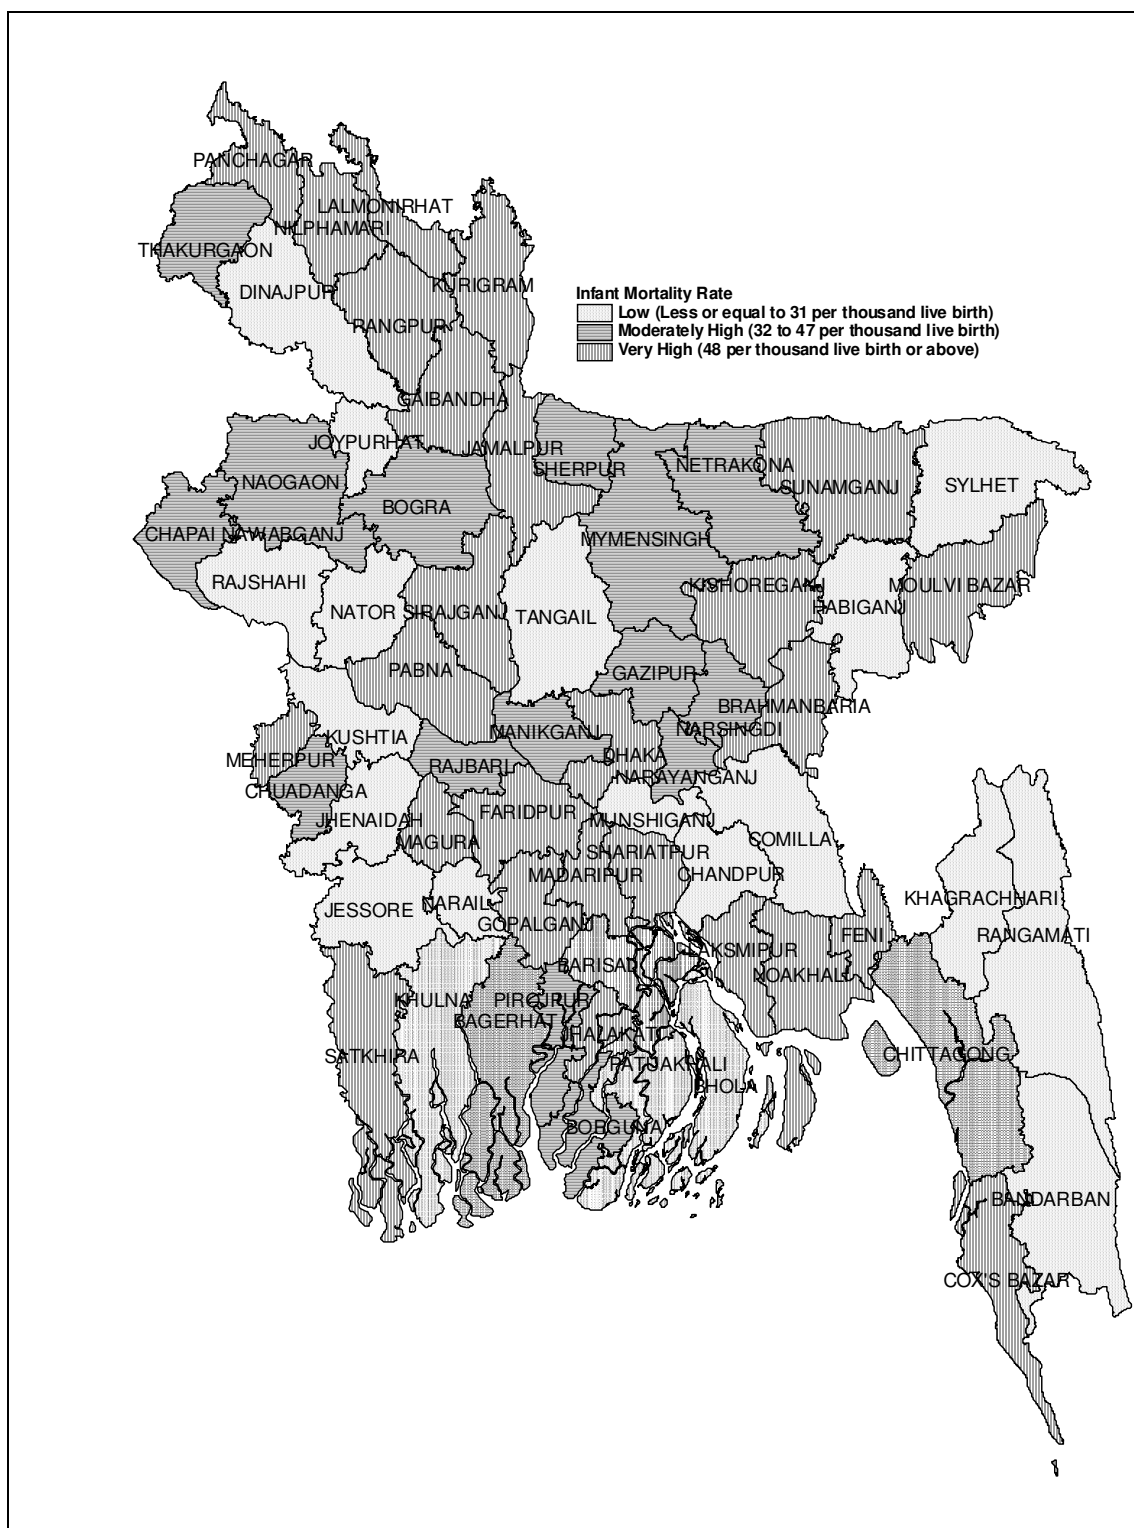 PANCHAGAR
LALMONIRHAT
NILPHAMARI
THAKURGAON
DINAJPUR
KURIGRAM
Infant Mortality Rate
Low (Less or equal to 31 per thousand live birth)
Moderately High (32 to 47 per thousand live birth)
Very High (48 per thousand live birth or above)
RANGPUR
GAIBANDHA
JOYPURHAT
JAMALPUR
SHERPUR
NETRAKONA
SUNAMGANJ
SYLHET
NAOGAON
BOGRA
CHAPAI NAWABGANJ
MYMENSINGH
RAJSHAHI
KISHOREGANJ
MOULVI BAZAR
NATOR
SIRAJGANJ
TANGAIL
HABIGANJ
PABNA
GAZIPUR
BRAHMANBARIA
NARSINGDI
KUSHTIA
MANIKGANJ
MEHERPUR
RAJBARI
DHAKA
NARAYANGANJ
CHUADANGA
JHENAIDAH
FARIDPUR
MUNSHIGANJ
MAGURA
COMILLA
SHARIATPUR
MADARIPUR
CHANDPUR
KHAGRACHHARI
JESSORE
NARAIL
GOPALGANJ
FENI
RANGAMATI
LAKSMIPUR
BARISAD
NOAKHALI
KHULNA
PIROJPUR
BAGERHAT
JHALAKATI
SATKHIRA
PATUAKHALI
BHOLA
CHITTAGONG
BORGUNA
BANDARBAN
COX'S BAZAR